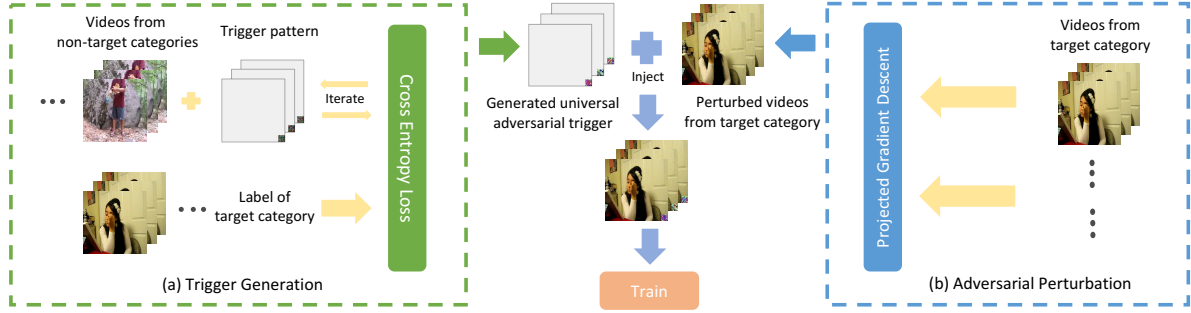 Videos from
non-target categories
Trigger pattern
Iterate
Label of
target category
Cross Entropy Loss
(a) Trigger Generation
Generated universal
adversarial trigger
Inject
Perturbed videos
from target category
Train
Projected Gradient Descent
Videos from
target category
(b) Adversarial Perturbation